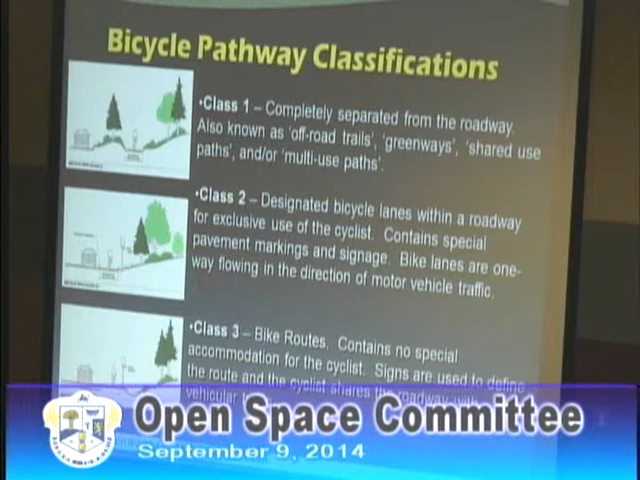 Bicycle Pathway Classifications
•Class 1 – Completely separated from the roadway.
Also known as 'off-road trails', 'greenways', 'shared use
paths', and/or 'multi-use paths'.
•Class 2 – Designated bicycle lanes within a roadway
for exclusive use of the cyclist. Contains special
pavement markings and signage. Bike lanes are one-
way flowing in the direction of motor vehicle traffic.
•Class 3 – Bike Routes. Contains no special
accommodation for the cyclist. Signs are used to define
the route and the cyclist shares the roadway with
vehicular
Open Space Committee
September 9, 2014